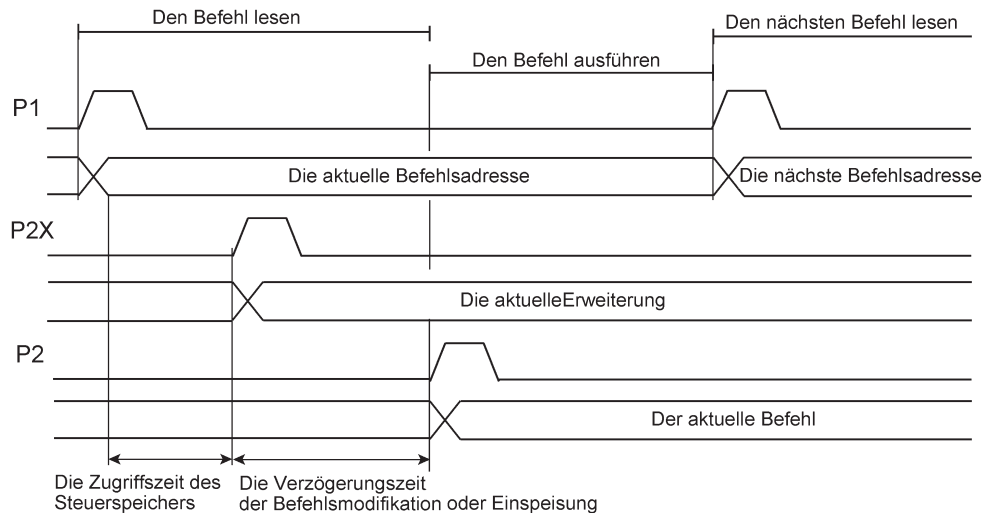 Den Befehl lesen
Den nächsten Befehl lesen
Den Befehl ausführen
P1
Die aktuelle Befehlsadresse
Die nächste Befehlsadresse
P2X
Die aktuelleErweiterung
P2
Der aktuelle Befehl
Die Zugriffszeit des
Steuerspeichers
Die Verzögerungszeit
der Befehlsmodifikation oder Einspeisung